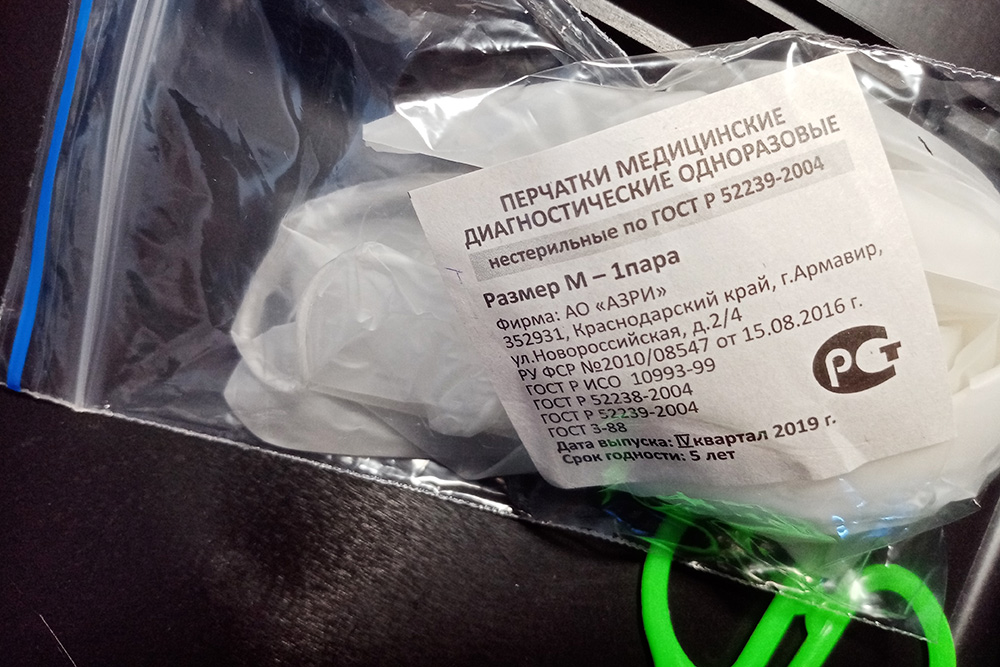 ПЕРЧАТКИ МЕДИЦИНСКИЕ
ДИАГНОСТИЧЕСКИЕ ОДНОРАЗОВЫЕ
нестерильные по ГОСТ Р 52239-2004
Размер М – 1пара
Фирма: АО «АЗРИ»
352931, Краснодарский край, г.Армавир,
ул.Новороссийская, д.2/4
РУ ФСР №2010/08547 от 15.08.2016 г.
ГОСТ Р ИСО 10993-99
ГОСТ Р 52238-2004
ГОСТ Р 52239-2004
ГОСТ 3-88
Дата выпуска: IV квартал 2019 г.
Срок годности: 5 лет
РСТ